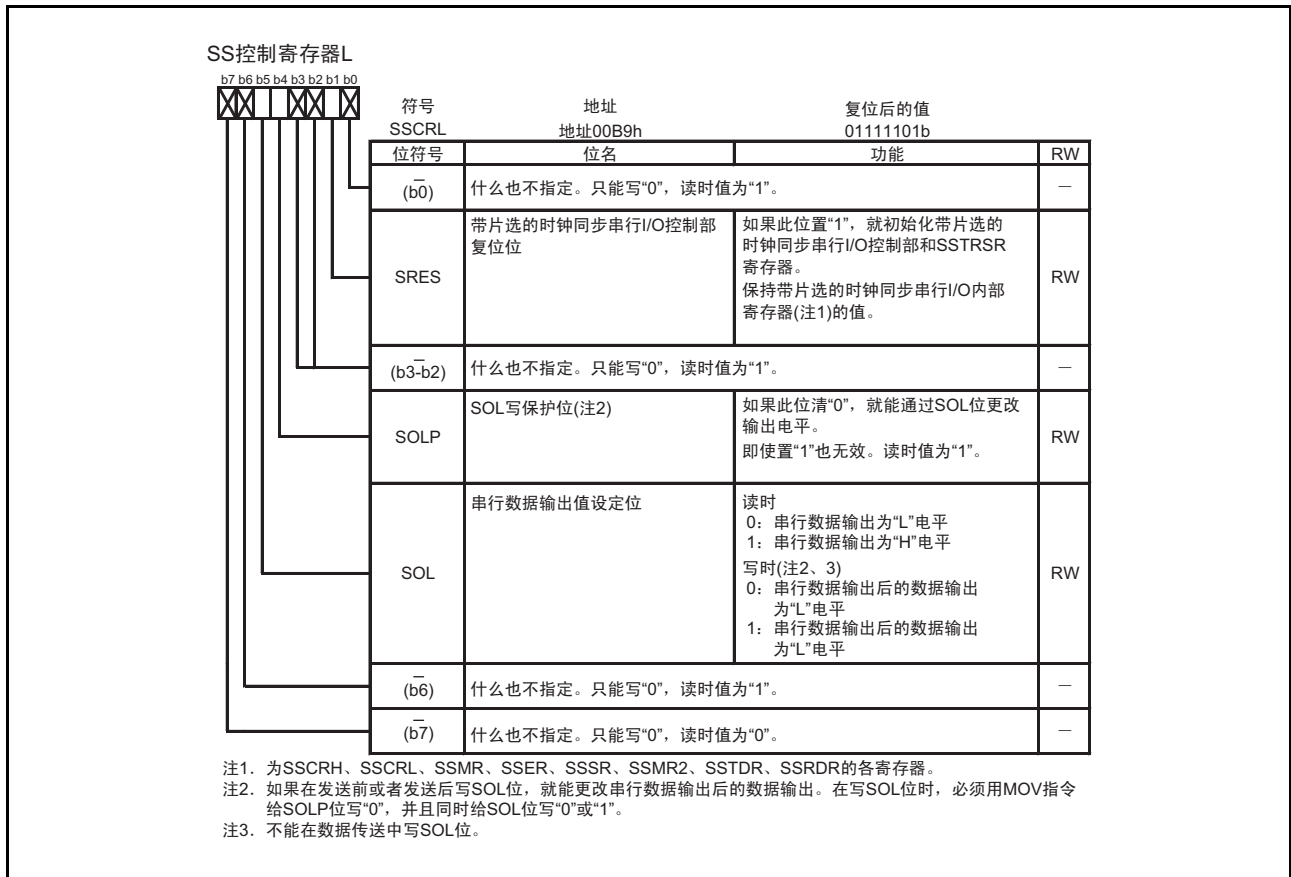 SS控制寄存器L
b7 b6 b5 b4 b3 b2 b1 b0
符号 地址 复位后的值
SSCRL 地址00B9h 01111101b
位符号 位名 功能 RW
—
(b0) 什么也不指定。只能写“0”，读时值为“1”。 —
SRES 带片选的时钟同步串行I/O控制部
复位位
如果此位置“1”，就初始化带片选的
时钟同步串行I/O控制部和SSTRSR
寄存器。
保持带片选的时钟同步串行I/O内部
寄存器(注1)的值。
RW
—
(b3-b2) 什么也不指定。只能写“0”，读时值为“1”。 —
SOLP SOL写保护位(注2)
如果此位清“0”，就能通过SOL位更改
输出电平。
即使置“1”也无效。读时值为“1”。
RW
SOL 串行数据输出值设定位
读时
0：串行数据输出为“L”电平
1：串行数据输出为“H”电平
写时(注2、3)
0：串行数据输出后的数据输出
为“L”电平
1：串行数据输出后的数据输出
为“L”电平
RW
—
(b6) 什么也不指定。只能写“0”，读时值为“1”。 —
—
(b7) 什么也不指定。只能写“0”，读时值为“0”。 —
注1. 为SSCRH、SSCRL、SSMR、SSER、SSSR、SSMR2、SSTDR、SSRDR的各寄存器。
注2. 如果在发送前或者发送后写SOL位，就能更改串行数据输出后的数据输出。在写SOL位时，必须用MOV指令
给SOLP位写“0”，并且同时给SOL位写“0”或“1”。
注3. 不能在数据传送中写SOL位。